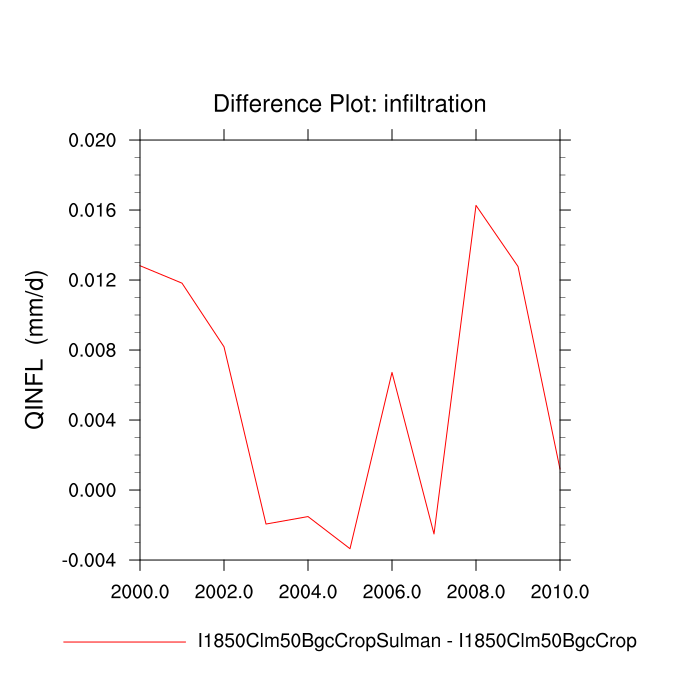 Difference Plot: infiltration
0.020
0.016
0.012
0.008
0.004
0.000
-0.004
QINFL (mm/d)
2000.0 2002.0 2004.0 2006.0 2008.0 2010.0
I1850Clm50BgcCropSulman - I1850Clm50BgcCrop